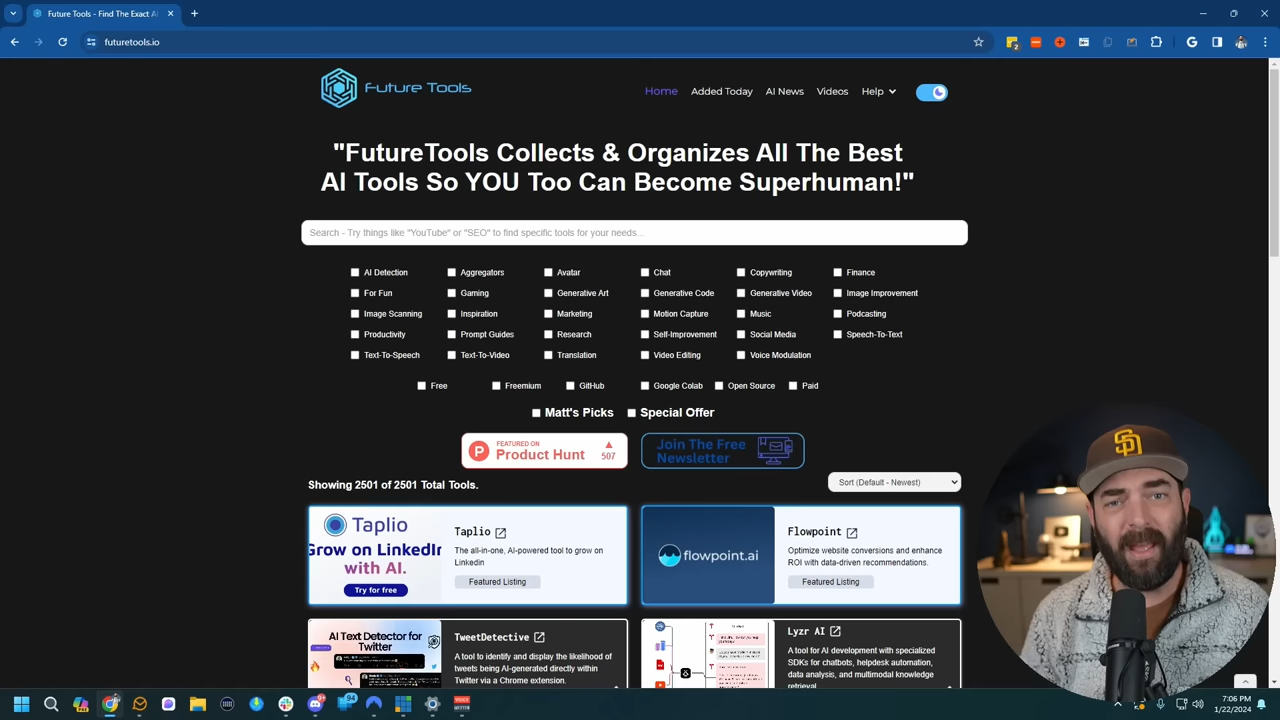 Future Tools - Find The Exact AI
futuretools.io
2
Future Tools
Home
Added Today
AI News
Videos
Help
"FutureTools Collects & Organizes All The Best
AI Tools So YOU Too Can Become Superhuman!"
Search - Try things like "YouTube" or "SEO" to find specific tools for your needs...
AI Detection
Aggregators
Avatar
Chat
Copywriting
Finance
For Fun
Gaming
Generative Art
Generative Code
Generative Video
Image Improvement
Image Scanning
Inspiration
Marketing
Motion Capture
Music
Podcasting
Productivity
Prompt Guides
Research
Self-Improvement
Social Media
Speech-To-Text
Text-To-Speech
Text-To-Video
Translation
Video Editing
Voice Modulation
Free
Freemium
GitHub
Google Colab
Open Source
Paid
Matt's Picks
Special Offer
P
FEATURED ON
Product Hunt
507
Join The Free
Newsletter
Showing 2501 of 2501 Total Tools.
Sort (Default - Newest)
Taplio
Grow on LinkedIn
with AI.
Try for free
Taplio
The all-in-one, AI-powered tool to grow on
Linkedin
Featured Listing
flowpoint.ai
Flowpoint
Optimize website conversions and enhance
ROI with data-driven recommendations.
Featured Listing
AI Text Detector for
Twitter
TweetDetective
A tool to identify and display the likelihood of
tweets being AI-generated directly within
Twitter via a Chrome extension.
Lyzr AI
A tool for AI development with specialized
SDKs for chatbots, helpdesk automation,
data analysis, and multimodal knowledge
retrieval.
SD
94
7:06 PM
1/22/2024